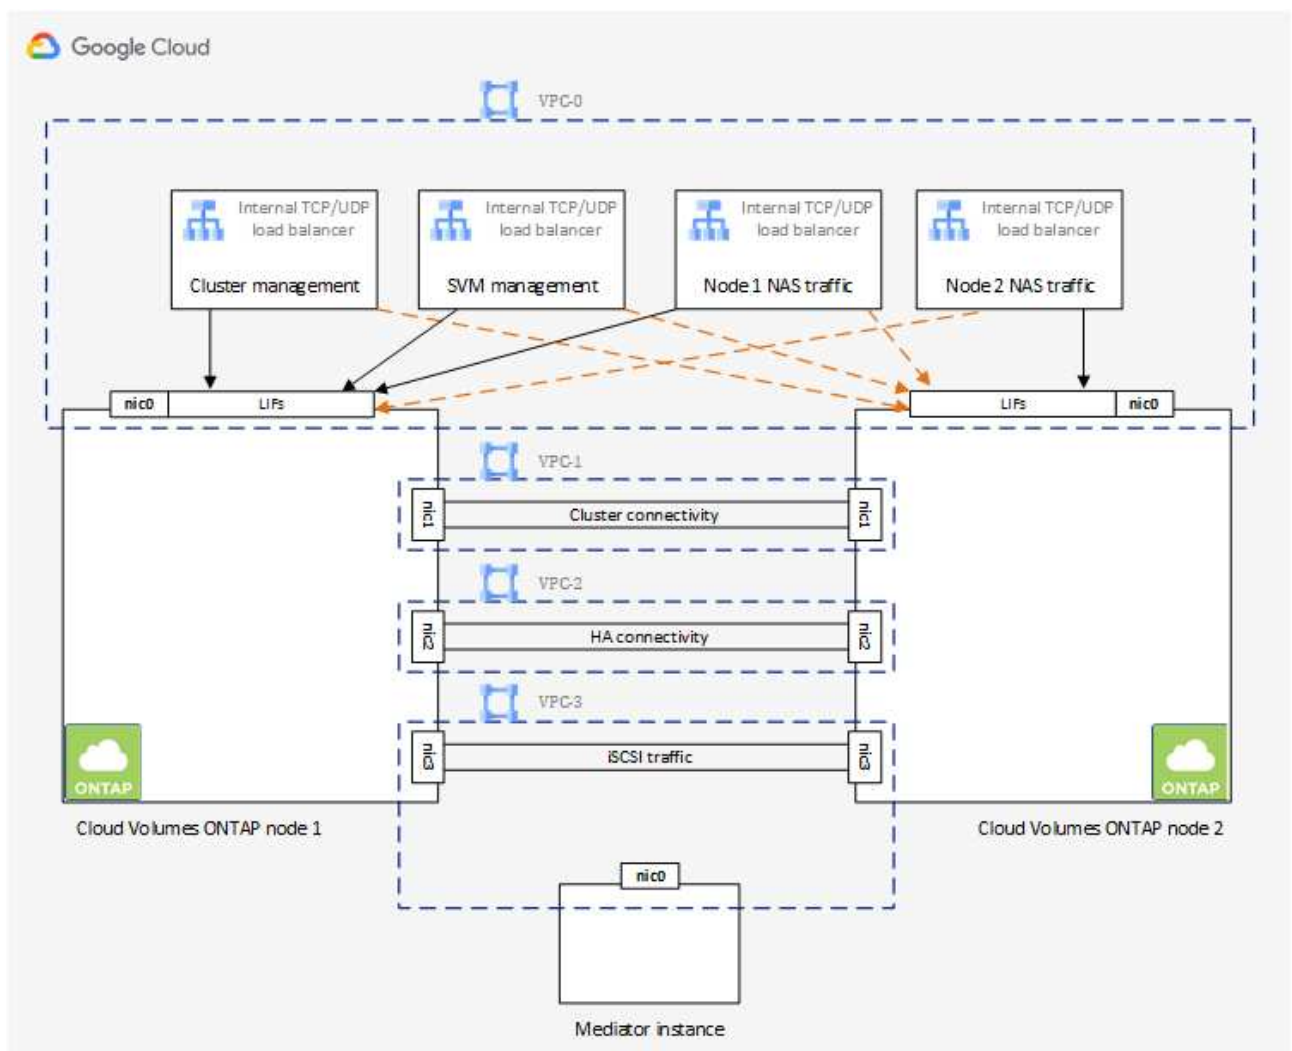 Google Cloud
VPC-0
Internal TCP/UDP
load balancer
Cluster management
Internal TCP/UDP
load balancer
SVM management
Internal TCP/UDP
load balancer
Node 1 NAS traffic
Internal TCP/UDP
load balancer
Node 2 NAS traffic
nic0
LIFs
LIFs
nic0
VPC-1
nic1
Cluster connectivity
nic1
VPC-2
nic2
HA connectivity
nic2
VPC-3
nic3
iSCSI traffic
nic3
ONTAP
ONTAP
Cloud Volumes ONTAP node 1
Cloud Volumes ONTAP node 2
nic0
Mediator instance